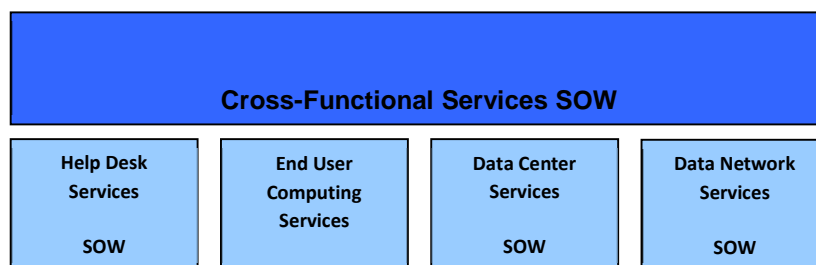 Cross-Functional Services SOW
Help Desk
Services
SOW
End User
Computing
Services
Data Center
Services
SOW
Data Network
Services
SOW